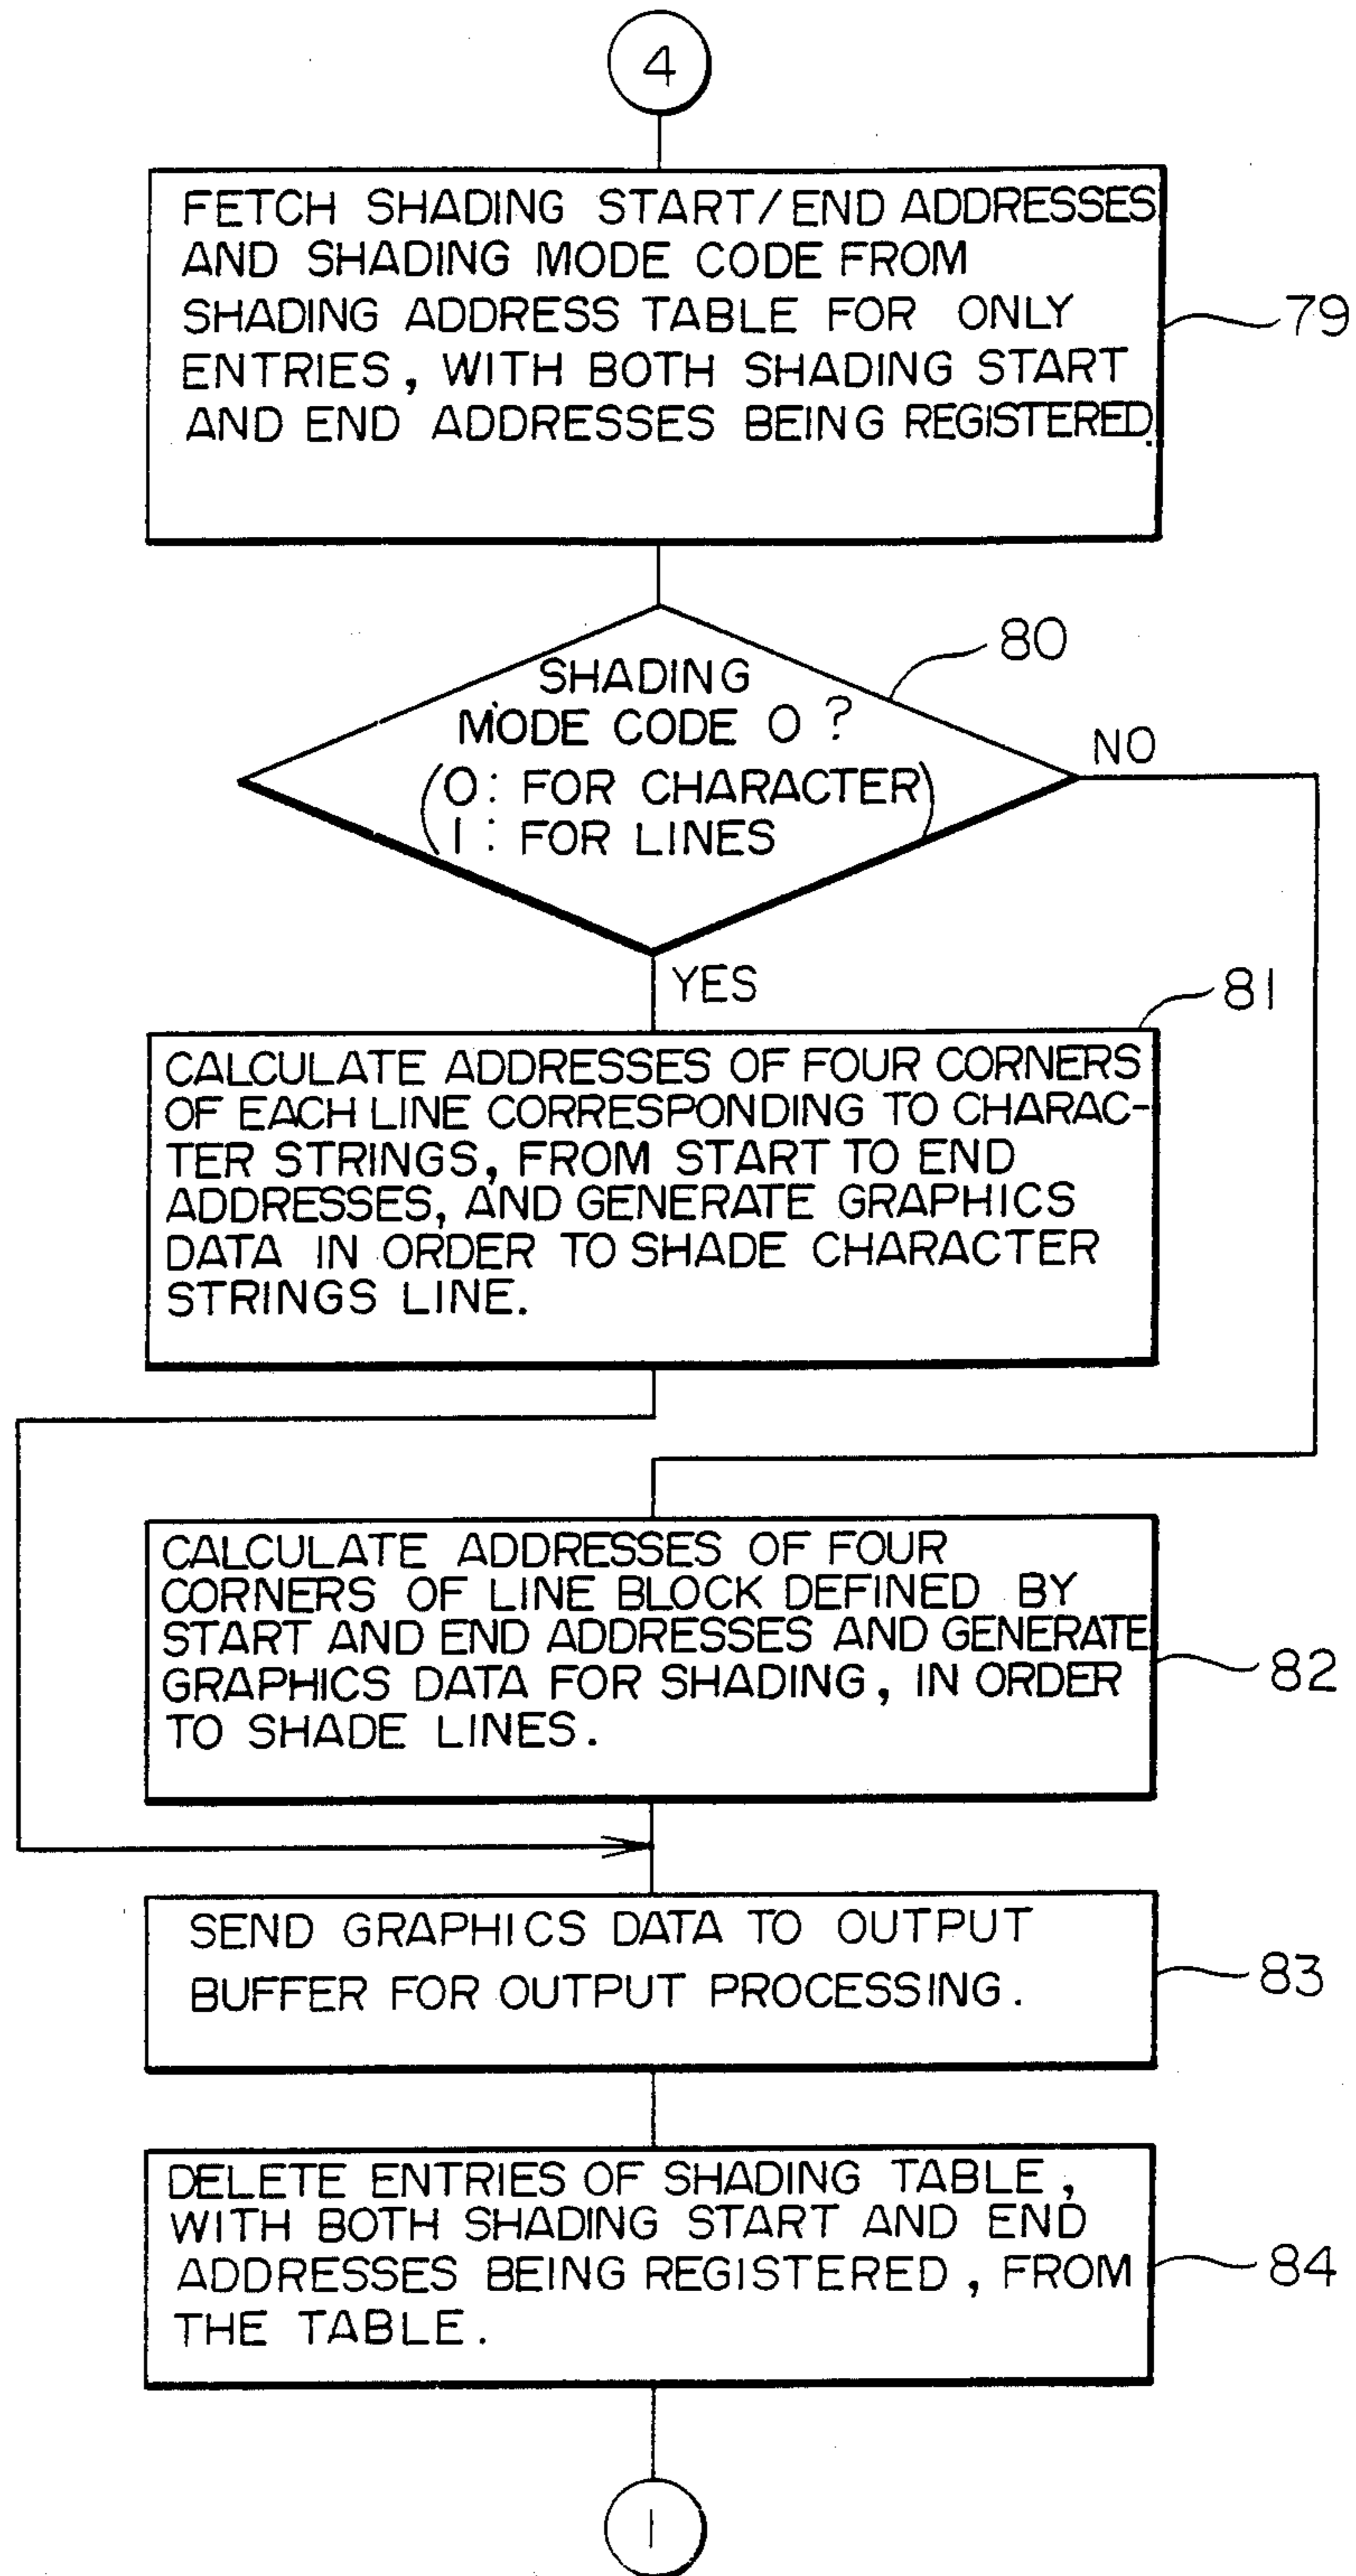 4
FETCH SHADING START/END ADDRESSES
AND SHADING MODE CODE FROM
SHADING ADDRESS TABLE FOR ONLY
ENTRIES, WITH BOTH SHADING START
AND END ADDRESSES BEING REGISTERED.
79
80
SHADING
MODE CODE 0 ?
(0: FOR CHARACTER)
(1: FOR LINES
NO
YES
81
CALCULATE ADDRESSES OF FOUR CORNERS
OF EACH LINE CORRESPONDING TO CHARAC-
TER STRINGS, FROM START TO END
ADDRESSES, AND GENERATE GRAPHICS
DATA IN ORDER TO SHADE CHARACTER
STRINGS LINE.
CALCULATE ADDRESSES OF FOUR
CORNERS OF LINE BLOCK DEFINED BY
START AND END ADDRESSES AND GENERATE
GRAPHICS DATA FOR SHADING, IN ORDER
TO SHADE LINES.
82
SEND GRAPHICS DATA TO OUTPUT
BUFFER FOR OUTPUT PROCESSING.
83
DELETE ENTRIES OF SHADING TABLE,
WITH BOTH SHADING START AND END
ADDRESSES BEING REGISTERED, FROM
THE TABLE.
84
1